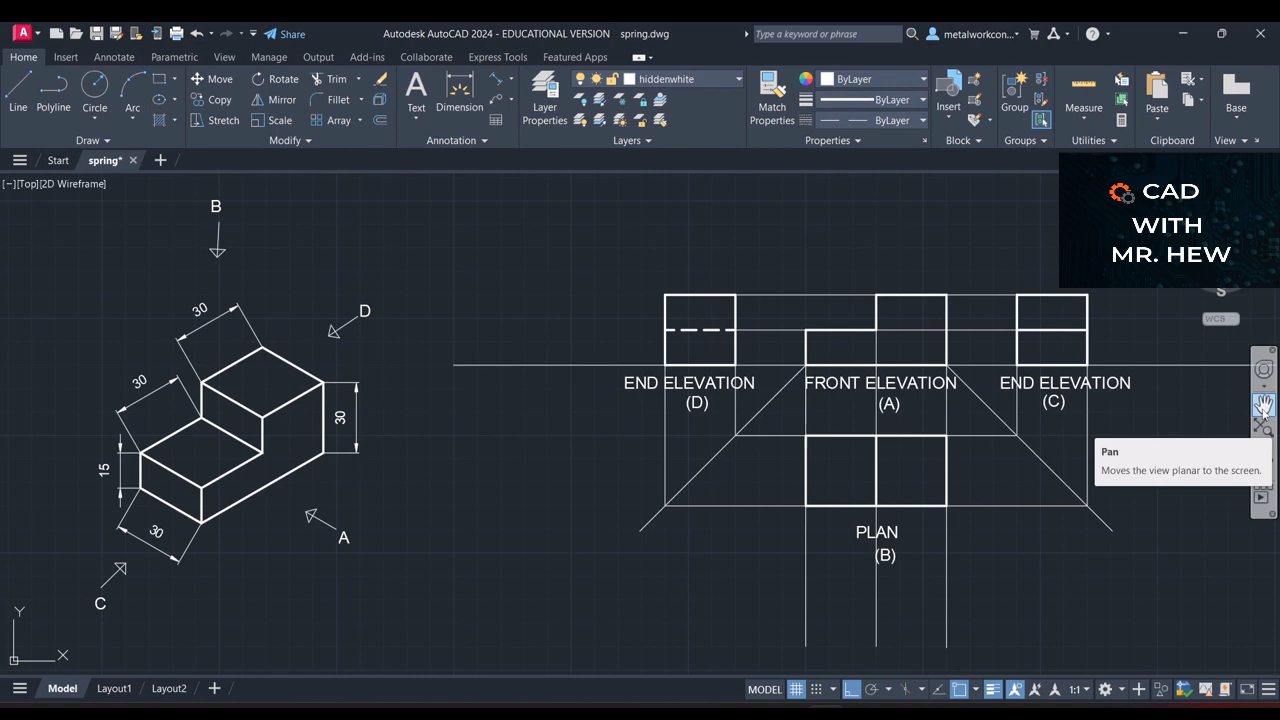 Share
Autodesk AutoCAD 2024 - EDUCATIONAL VERSION spring.dwg
Type a keyword or phrase
metalworkcon...
Home Insert Annotate Parametric View Manage Output Add-ins Collaborate Express Tools Featured Apps
Move Rotate Trim
hiddenwhite
ByLayer
Line Polyline Circle Arc
Copy Mirror Fillet
Text Dimension
Layer Properties
Match Properties
ByLayer
Insert Group Measure Paste Base
Stretch Scale Array
ByLayer
Draw Modify Annotation Layers Properties Block Groups Utilities Clipboard View
Start spring*
[−][Top][2D Wireframe]
CAD
WITH
MR. HEW
B
S
WCS
30
D
30
30
15
30
A
C
END ELEVATION
(D)
FRONT ELEVATION
(A)
END ELEVATION
(C)
Pan
Moves the view planar to the screen.
PLAN
(B)
Y
X
Model Layout1 Layout2
MODEL
1:1